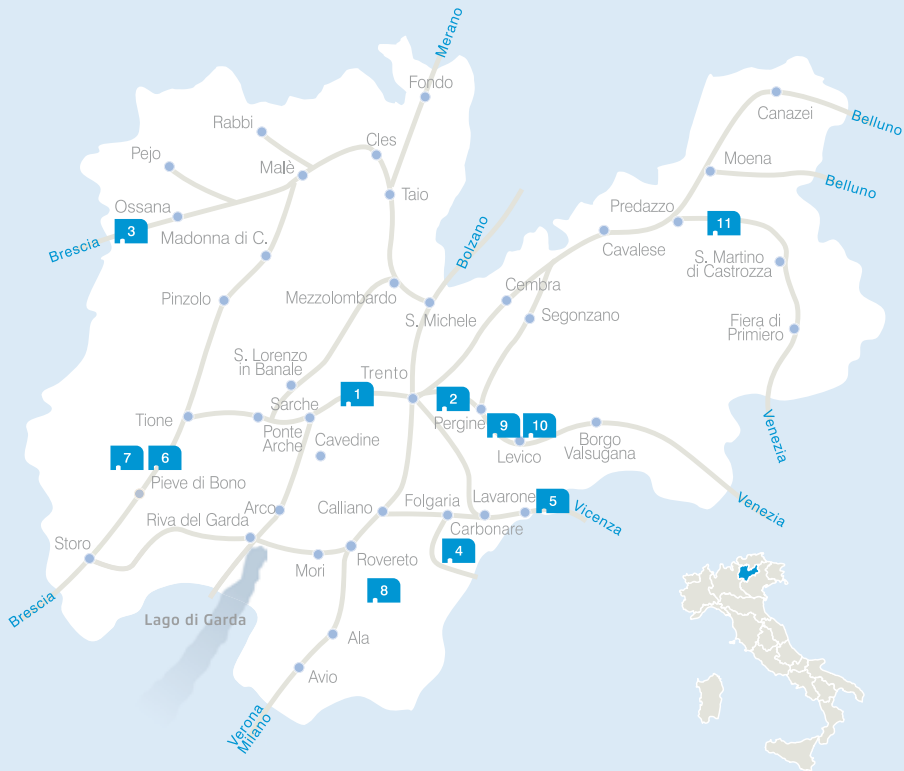 Merano
Fondo
Canazei
Belluno
Rabbi
Cles
Pejo
Malè
Moena
Belluno
Taio
Ossana
3
Brescia
Madonna di C.
Bolzano
Predazzo
11
Cavalese
S. Martino
di Castrozza
Pinzolo
Mezzolombardo
Cembra
S. Michele
Segonzano
Fiera di
Primiero
S. Lorenzo
in Banale
Trento
1
2
Sarche
Tione
Ponte
Arche
Cavedine
Pergine
9
10
Levico
Borgo
Valsugana
Venezia
7
6
Pieve di Bono
Venezia
Riva del Garda
Arco
Calliano
Folgaria
Lavarone
5
Vicenza
Carbonare
Storo
Mori
Rovereto
4
8
Brescia
Lago di Garda
Ala
Avio
Verona
Milano